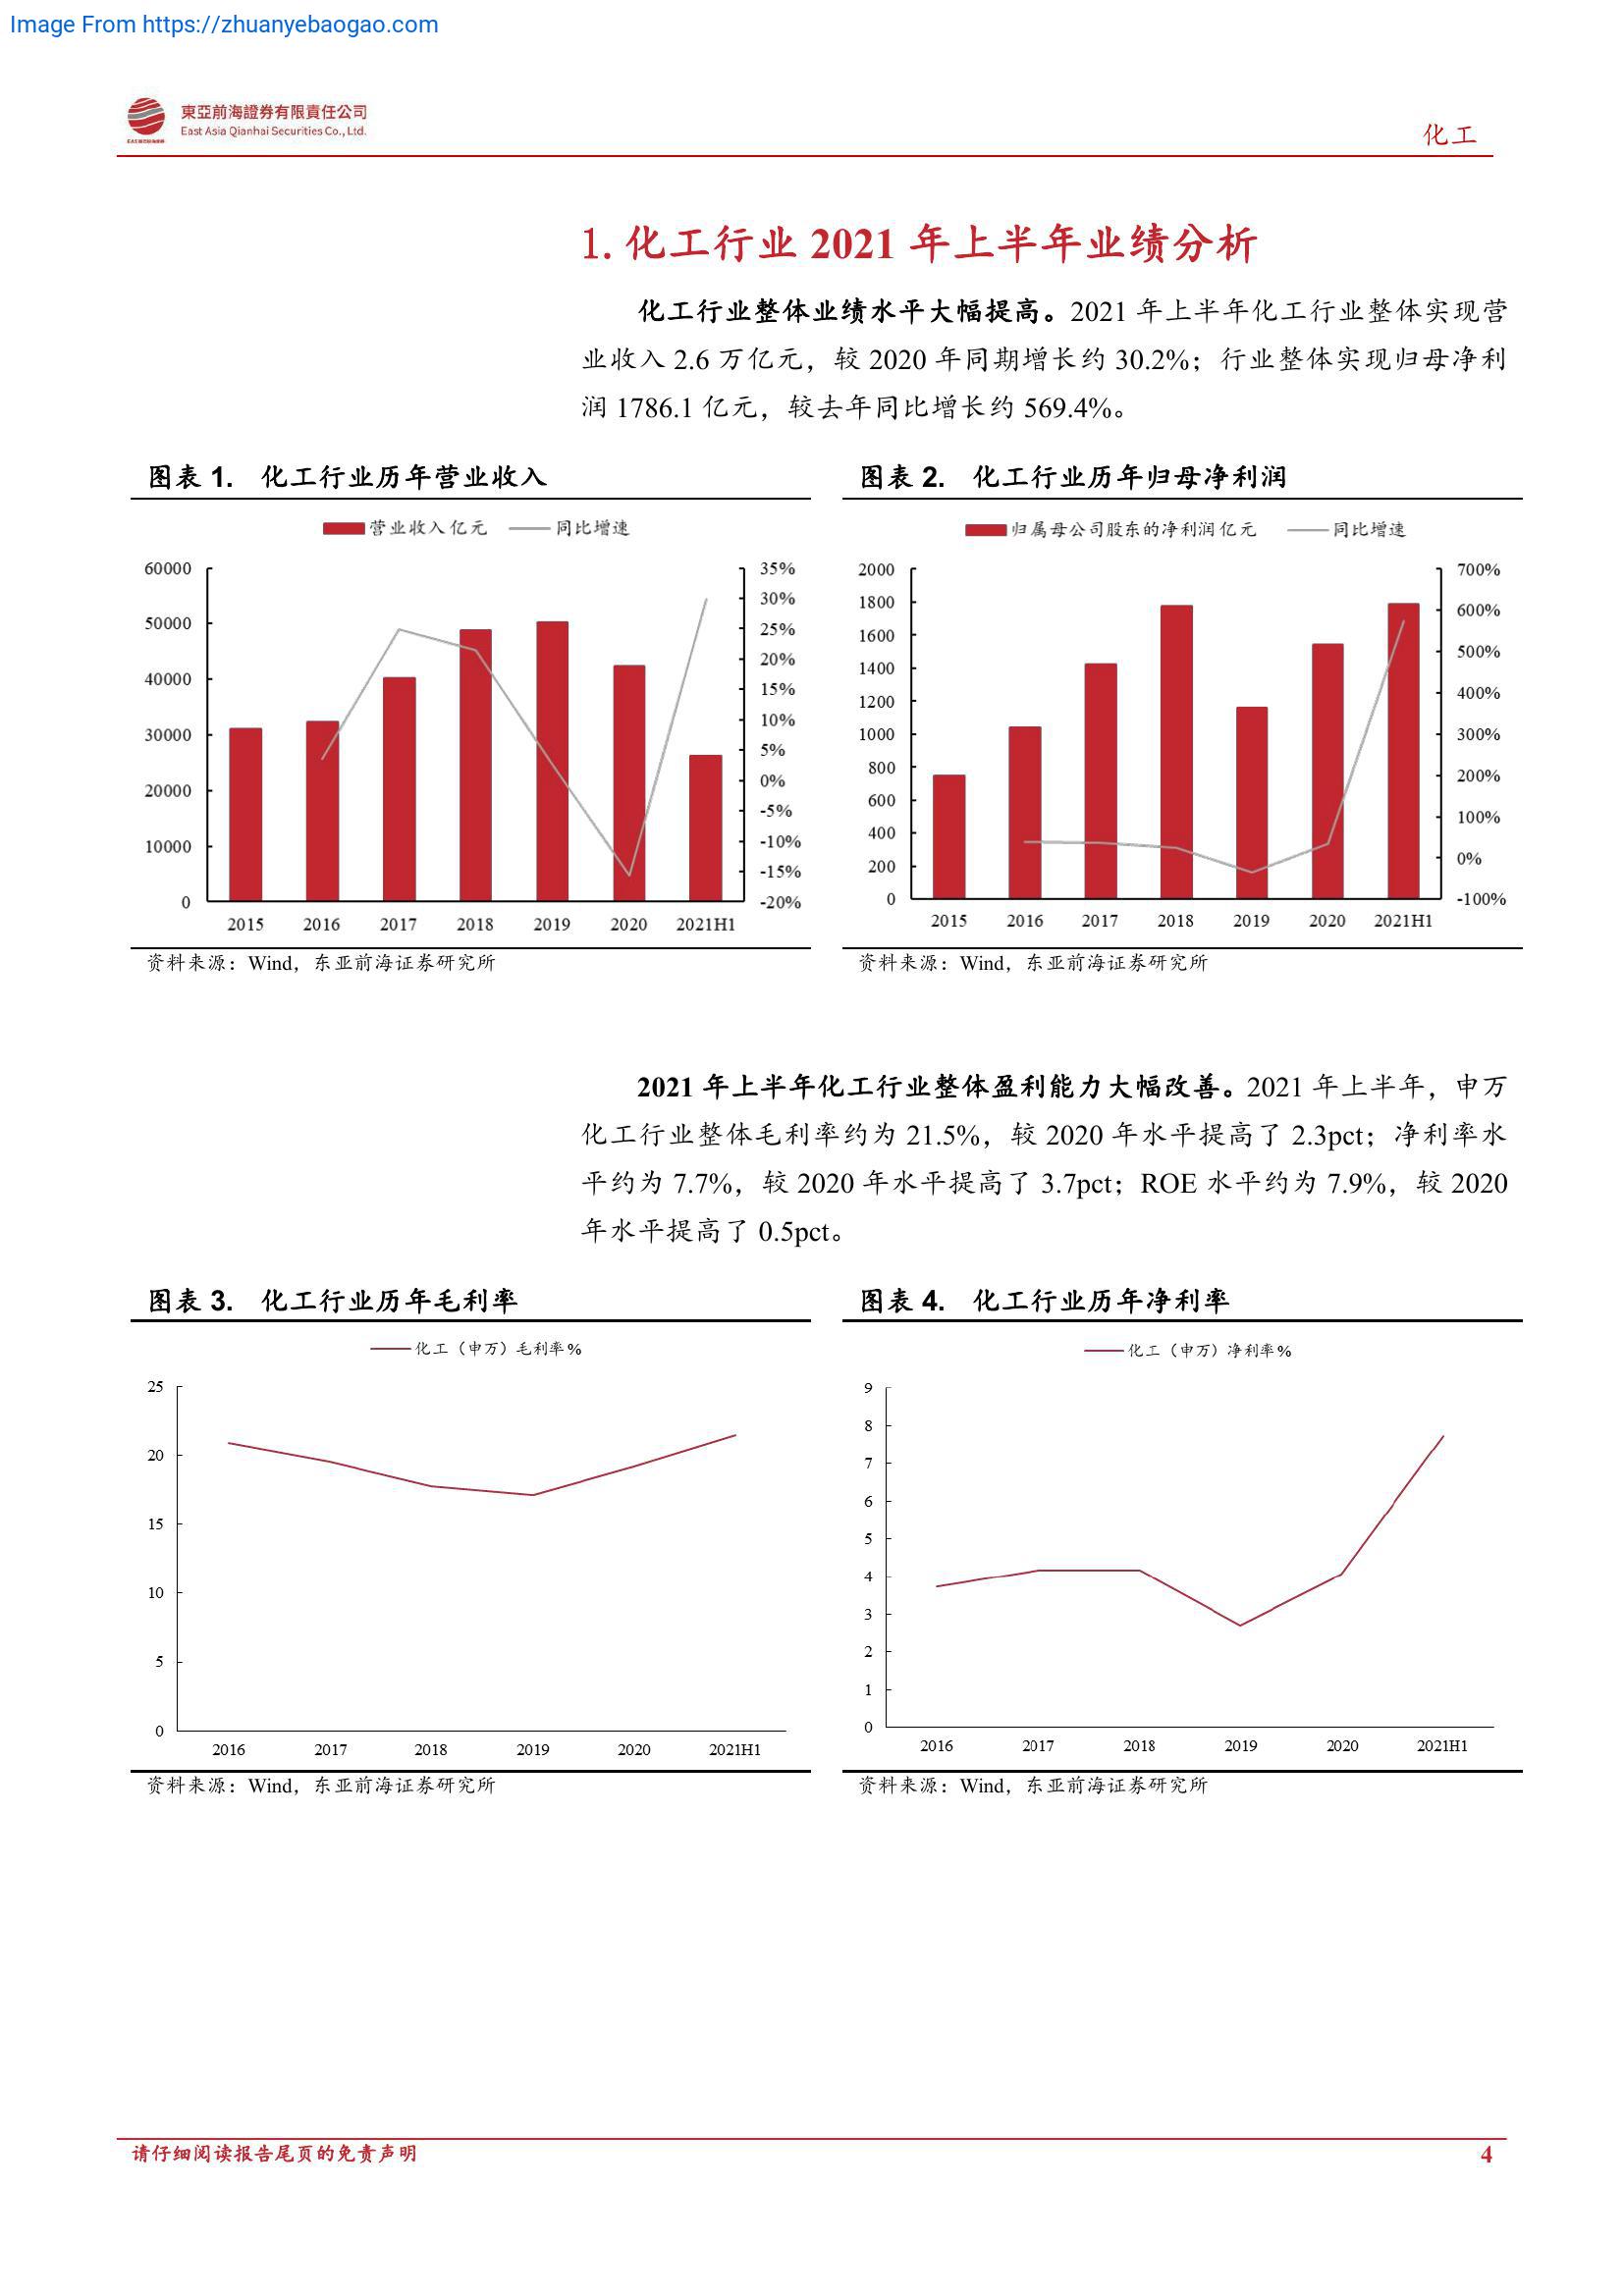 Image From https://zhuanyebaogao.com
東亞前海證券有限責任公司
East Asia Qianhai Securities Co., Ltd.
化工
1. 化工行业 2021 年上半年业绩分析
化工行业整体业绩水平大幅提高。2021 年上半年化工行业整体实现营
业收入 2.6 万亿元，较 2020 年同期增长约 30.2%；行业整体实现归母净利
润 1786.1 亿元，较去年同比增长约 569.4%。
图表 1. 化工行业历年营业收入
营业收入亿元 同比增速
60000
50000
40000
30000
20000
10000
0
35%
30%
25%
20%
15%
10%
5%
0%
-5%
-10%
-15%
-20%
2015 2016 2017 2018 2019 2020 2021H1
资料来源：Wind，东亚前海证券研究所
图表 2. 化工行业历年归母净利润
归属母公司股东的净利润亿元 同比增速
2000
1800
1600
1400
1200
1000
800
600
400
200
0
700%
600%
500%
400%
300%
200%
100%
0%
-100%
2015 2016 2017 2018 2019 2020 2021H1
资料来源：Wind，东亚前海证券研究所
2021 年上半年化工行业整体盈利能力大幅改善。2021 年上半年，申万
化工行业整体毛利率约为 21.5%，较 2020 年水平提高了 2.3pct；净利率水
平约为 7.7%，较 2020 年水平提高了 3.7pct；ROE 水平约为 7.9%，较 2020
年水平提高了 0.5pct。
图表 3. 化工行业历年毛利率
化工（申万）毛利率%
25
20
15
10
5
0
2016 2017 2018 2019 2020 2021H1
资料来源：Wind，东亚前海证券研究所
图表 4. 化工行业历年净利率
化工（申万）净利率%
9
8
7
6
5
4
3
2
1
0
2016 2017 2018 2019 2020 2021H1
资料来源：Wind，东亚前海证券研究所
请仔细阅读报告尾页的免责声明
4